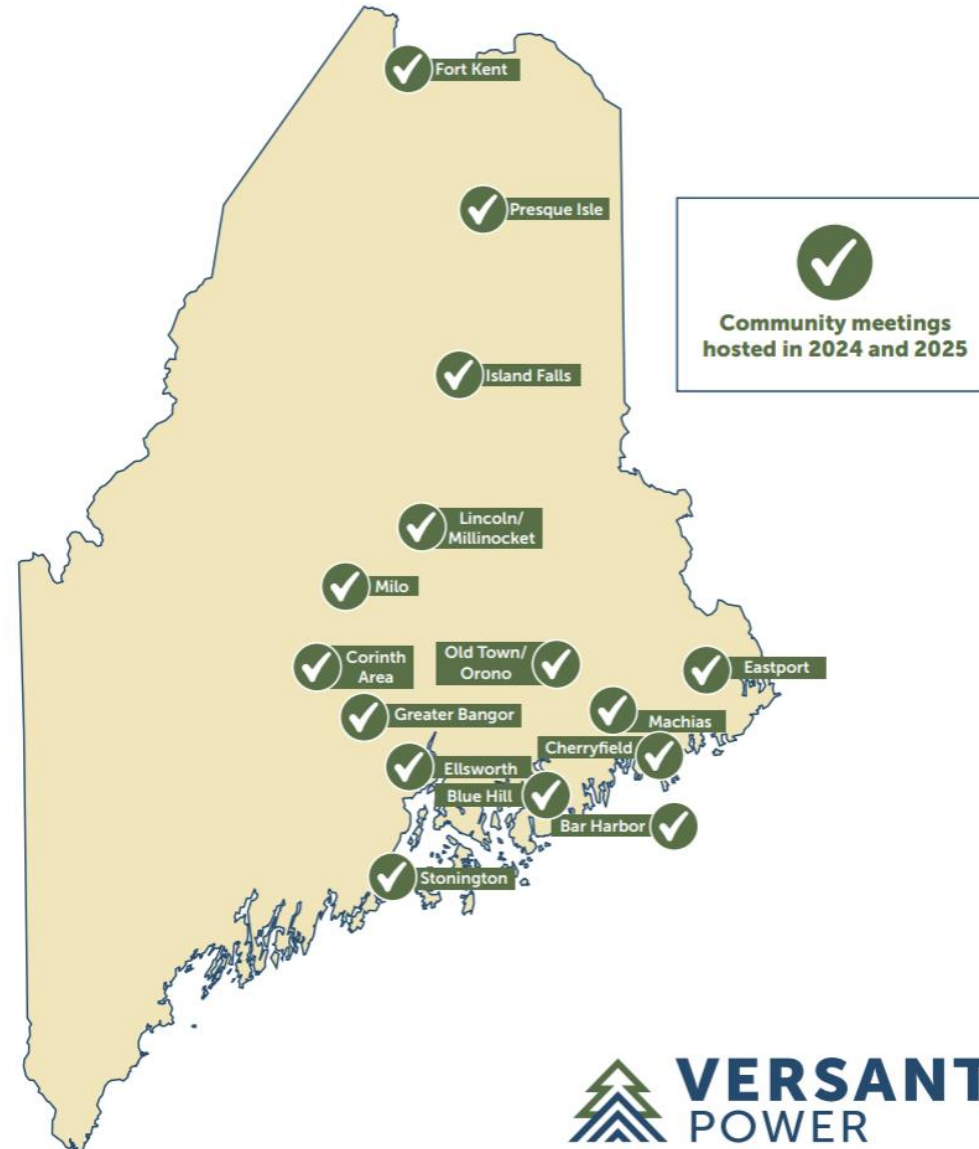 Fort Kent
Presque Isle
Community meetings
hosted in 2024 and 2025
Island Falls
Lincoln/
Millinocket
Milo
Corinth
Area
Old Town/
Orono
Eastport
Greater Bangor
Machias
Cherryfield
Ellsworth
Blue Hill
Bar Harbor
Stonington
VERSANT
POWER